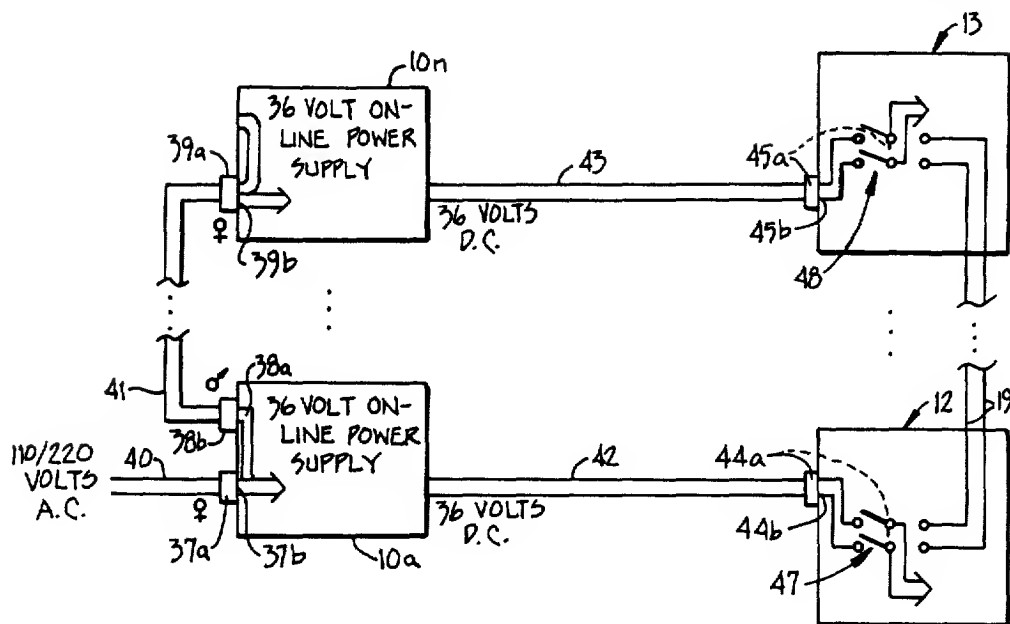 13
10n
36 VOLT ON-
LINE POWER
SUPPLY
39a
♀
39b
43
36 VOLTS
D.C.
45a
45b
48
41
♂
38a
38b
36 VOLT ON-
LINE POWER
SUPPLY
110/220
VOLTS
A.C.
40
♀
37a
37b
10a
42
36 VOLTS
D.C.
12
19
44a
44b
47